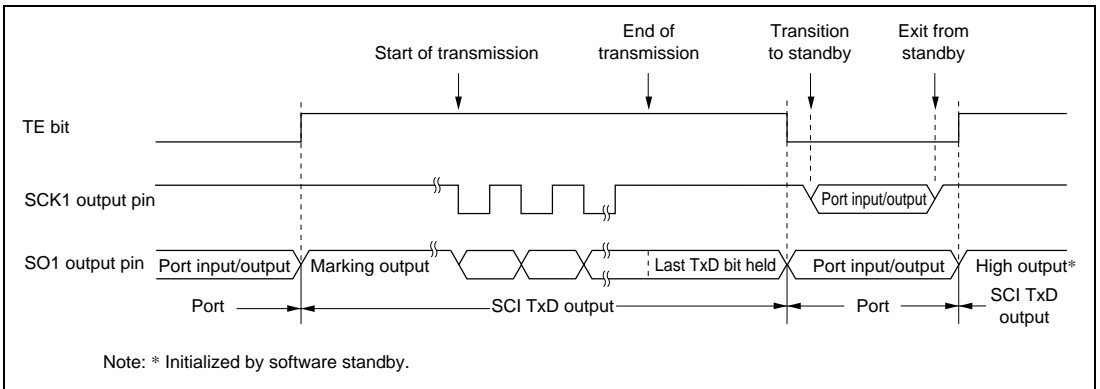 Start of transmission
End of
transmission
Transition
to standby
Exit from
standby
TE bit
SCK1 output pin
Port input/output
SO1 output pin
Port input/output
Marking output
Last TxD bit held
Port input/output
High output*
Port
SCI TxD output
Port
SCI TxD
output
Note: * Initialized by software standby.